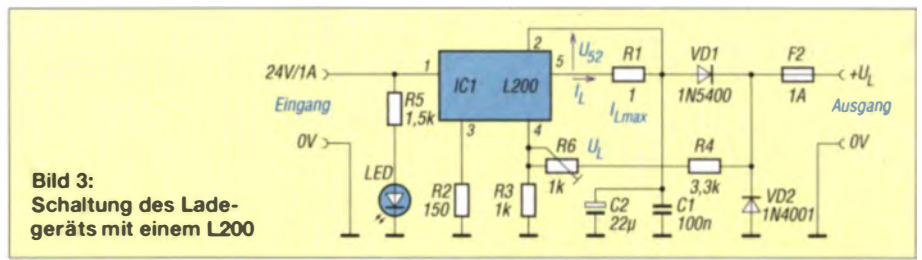 24V/1A
Eingang
0V
R5
1,5k
LED
1
IC1
L200
2
5
3
4
U52
IL
R1
1
ILmax
VD1
1N5400
F2
1A
+UL
Ausgang
0V
R2
150
R3
1k
R6
1k
UL
R4
3,3k
C2
22µ
C1
100n
VD2
1N4001
Bild 3:
Schaltung des Lade-
geräts mit einem L200